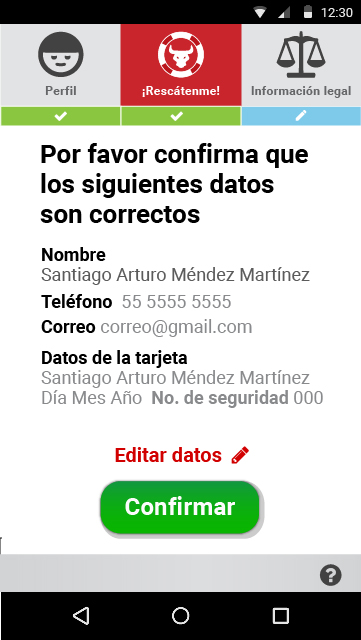 12:30
Perfil
¡Rescátenme!
Información legal
Por favor confirma que
los siguientes datos
son correctos
Nombre
Santiago Arturo Méndez Martínez
Teléfono 55 5555 5555
Correo correo@gmail.com
Datos de la tarjeta
Santiago Arturo Méndez Martínez
Día Mes Año No. de seguridad 000
Editar datos
Confirmar
?